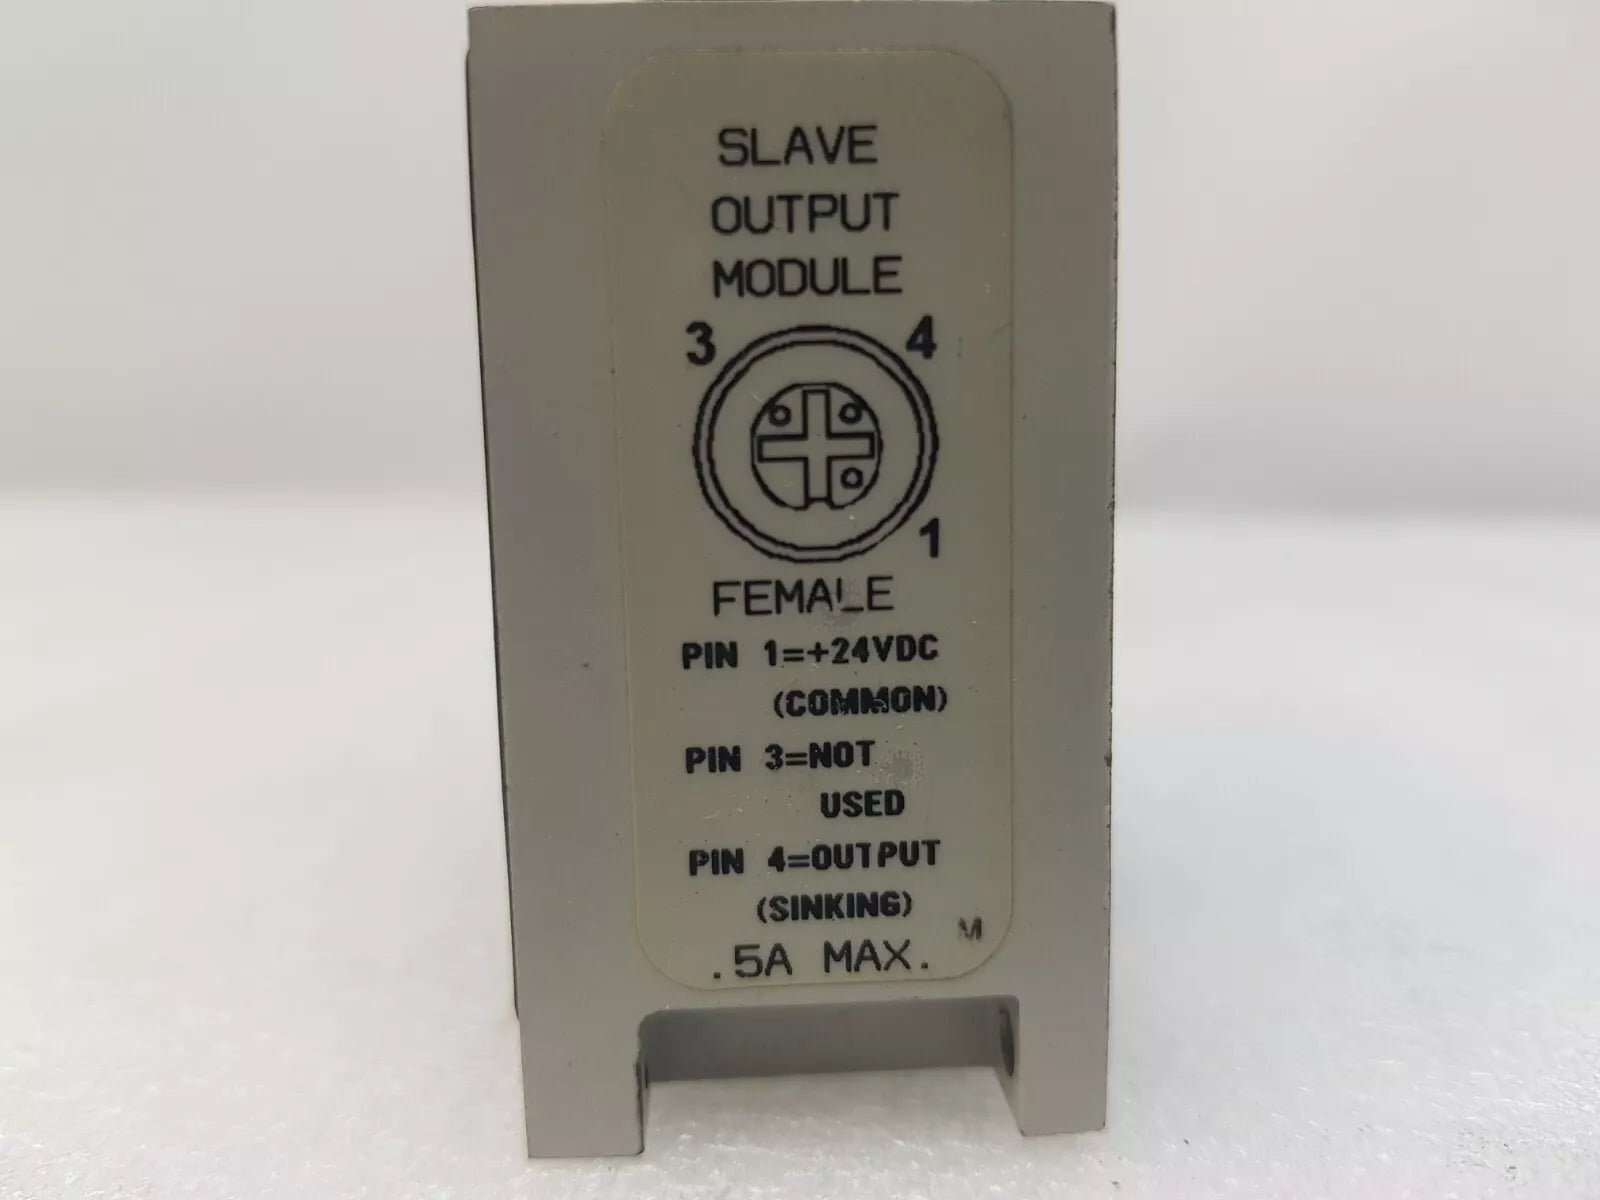 SLAVE
OUTPUT
MODULE
3 4
1
FEMALE
PIN 1=+24VDC
(COMMON)
PIN 3=NOT
USED
PIN 4=OUTPUT
(SINKING)
.5A MAX. M